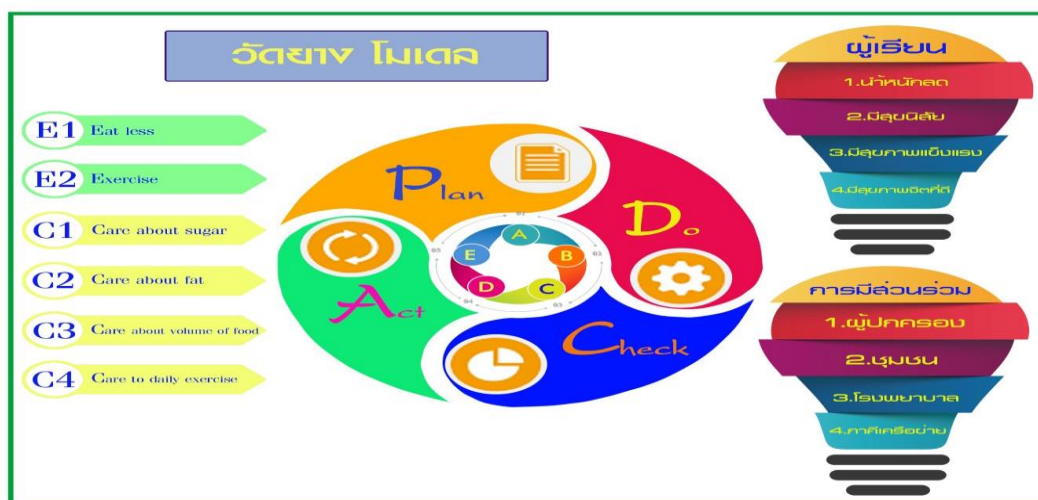 วัดยาง โมเดล
E1 Eat less
E2 Exercise
C1 Care about sugar
C2 Care about fat
C3 Care about volume of food
C4 Care to daily exercise
Plan
Do
Check
Act
A
B
C
D
E
01
02
03
04
05
ผู้เรียน
1.น้ำหนักลด
2.มีสุขนิสัย
3.มีสุขภาพแข็งแรง
4.มีสุขภาพจิตที่ดี
การมีส่วนร่วม
1.ผู้ปกครอง
2.ชุมชน
3.โรงพยาบาล
4.ภาคีเครือข่าย